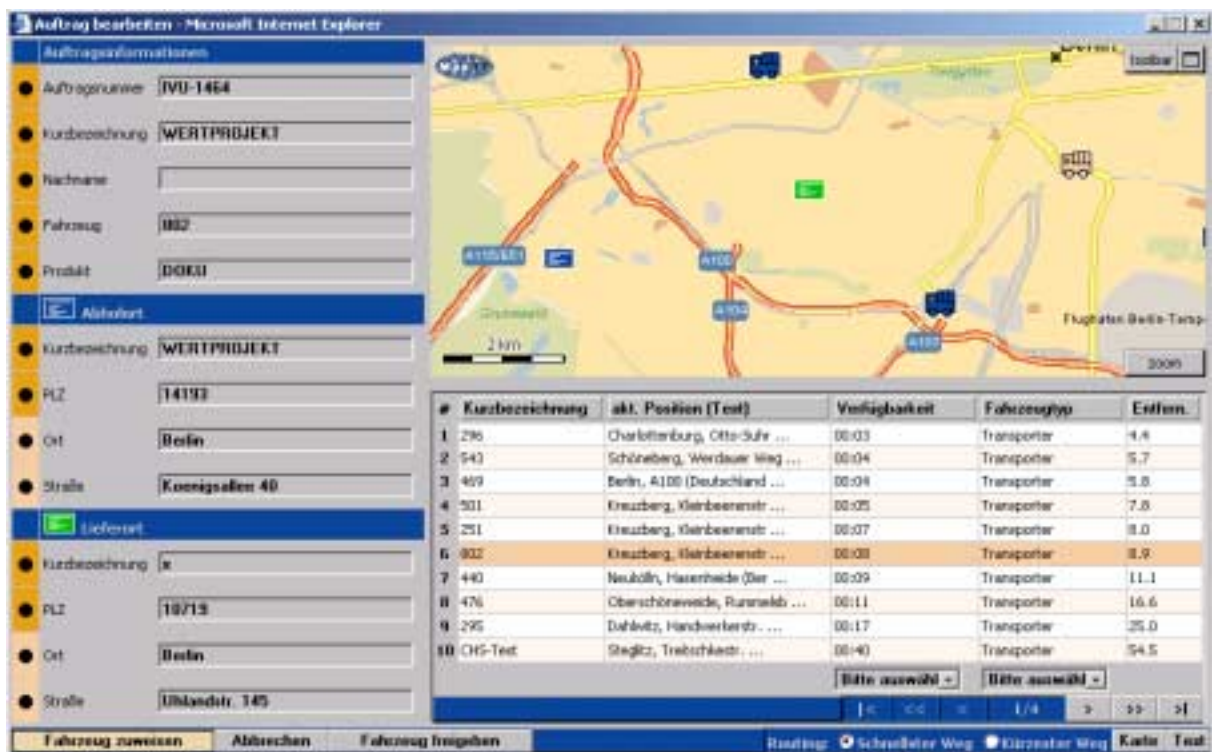 Auftrag bearbeiten - Microsoft Internet Explorer
Auftragsinformationen
Auftragsnummer IVU-1464
Kurzbezeichnung WERTPROJEKT
Nachname
Fahrzeug 802
Produkt DOKU
Abholort
Kurzbezeichnung WERTPROJEKT
PLZ 14193
Ort Berlin
Straße Koenigsallee 40
Lieferort
Kurzbezeichnung x
PLZ 10719
Ort Berlin
Straße Uhlandstr. 145
Toolbar
A100
A104
A100
Grunewald
Flughafen Berlin-Temp
2 km
zoom
# Kurzbezeichnung akt. Position (Text) Verfügbarkeit Fahrzeugtyp Entfern.
1 296 Charlottenburg, Otto-Suhr ... 00:03 Transporter 4.4
2 543 Schöneberg, Werdauer Weg ... 00:04 Transporter 5.7
3 469 Berlin, A100 (Deutschland ... 00:04 Transporter 5.8
4 501 Kreuzberg, Kleinbeerenstr ... 00:05 Transporter 7.8
5 251 Kreuzberg, Kleinbeerenstr ... 00:07 Transporter 8.0
6 802 Kreuzberg, Kleinbeerenstr ... 00:08 Transporter 8.9
7 440 Neukölln, Hasenheide (Ber ... 00:09 Transporter 11.1
8 476 Oberschöneweide, ... 00:11 Transporter 16.6
9 295 Dahlwitz, Handwerkerstr. ... 00:17 Transporter 25.0
10 CHS-Test Steglitz, Treitschkestr. ... 00:40 Transporter 54.5
Bitte auswähl Bitte auswähl
|< << < 1/4 > >> >|
Fahrzeug zuweisen Abbrechen Fahrzeug freigeben Routing: Schnellster Weg Kürzester Weg Karte Text